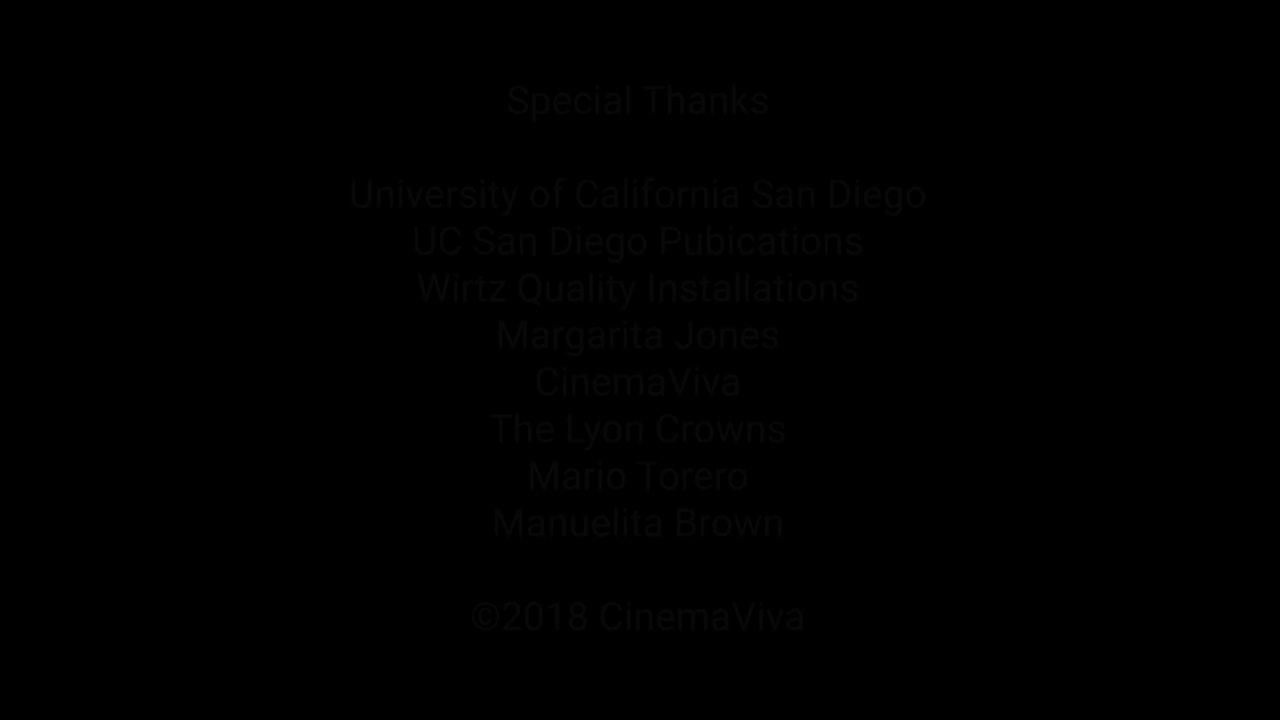 Special Thanks
University of California San Diego
UC San Diego Pubications
Wirtz Quality Installations
Margarita Jones
CinemaViva
The Lyon Crowns
Mario Torero
Manuelita Brown
©2018 CinemaViva